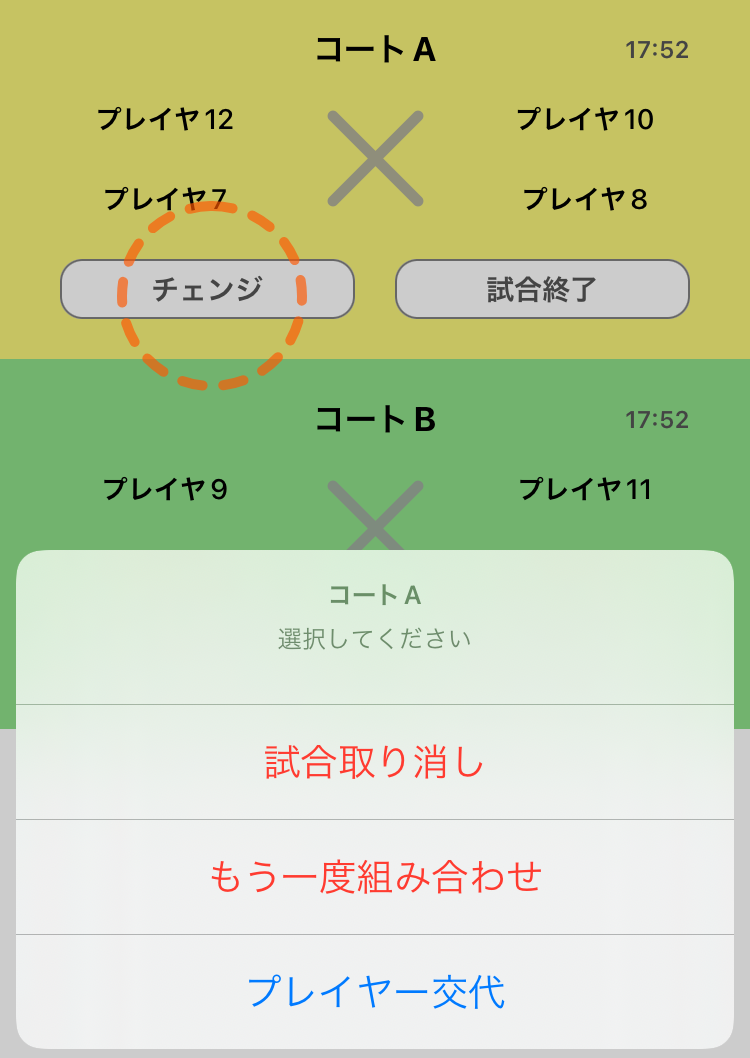 コート A
17:52
プレイヤ12
プレイヤ10
プレイヤ7
プレイヤ8
チェンジ
試合終了
コート B
17:52
プレイヤ9
プレイヤ11
コート A
選択してください
試合取り消し
もう一度組み合わせ
プレイヤー交代